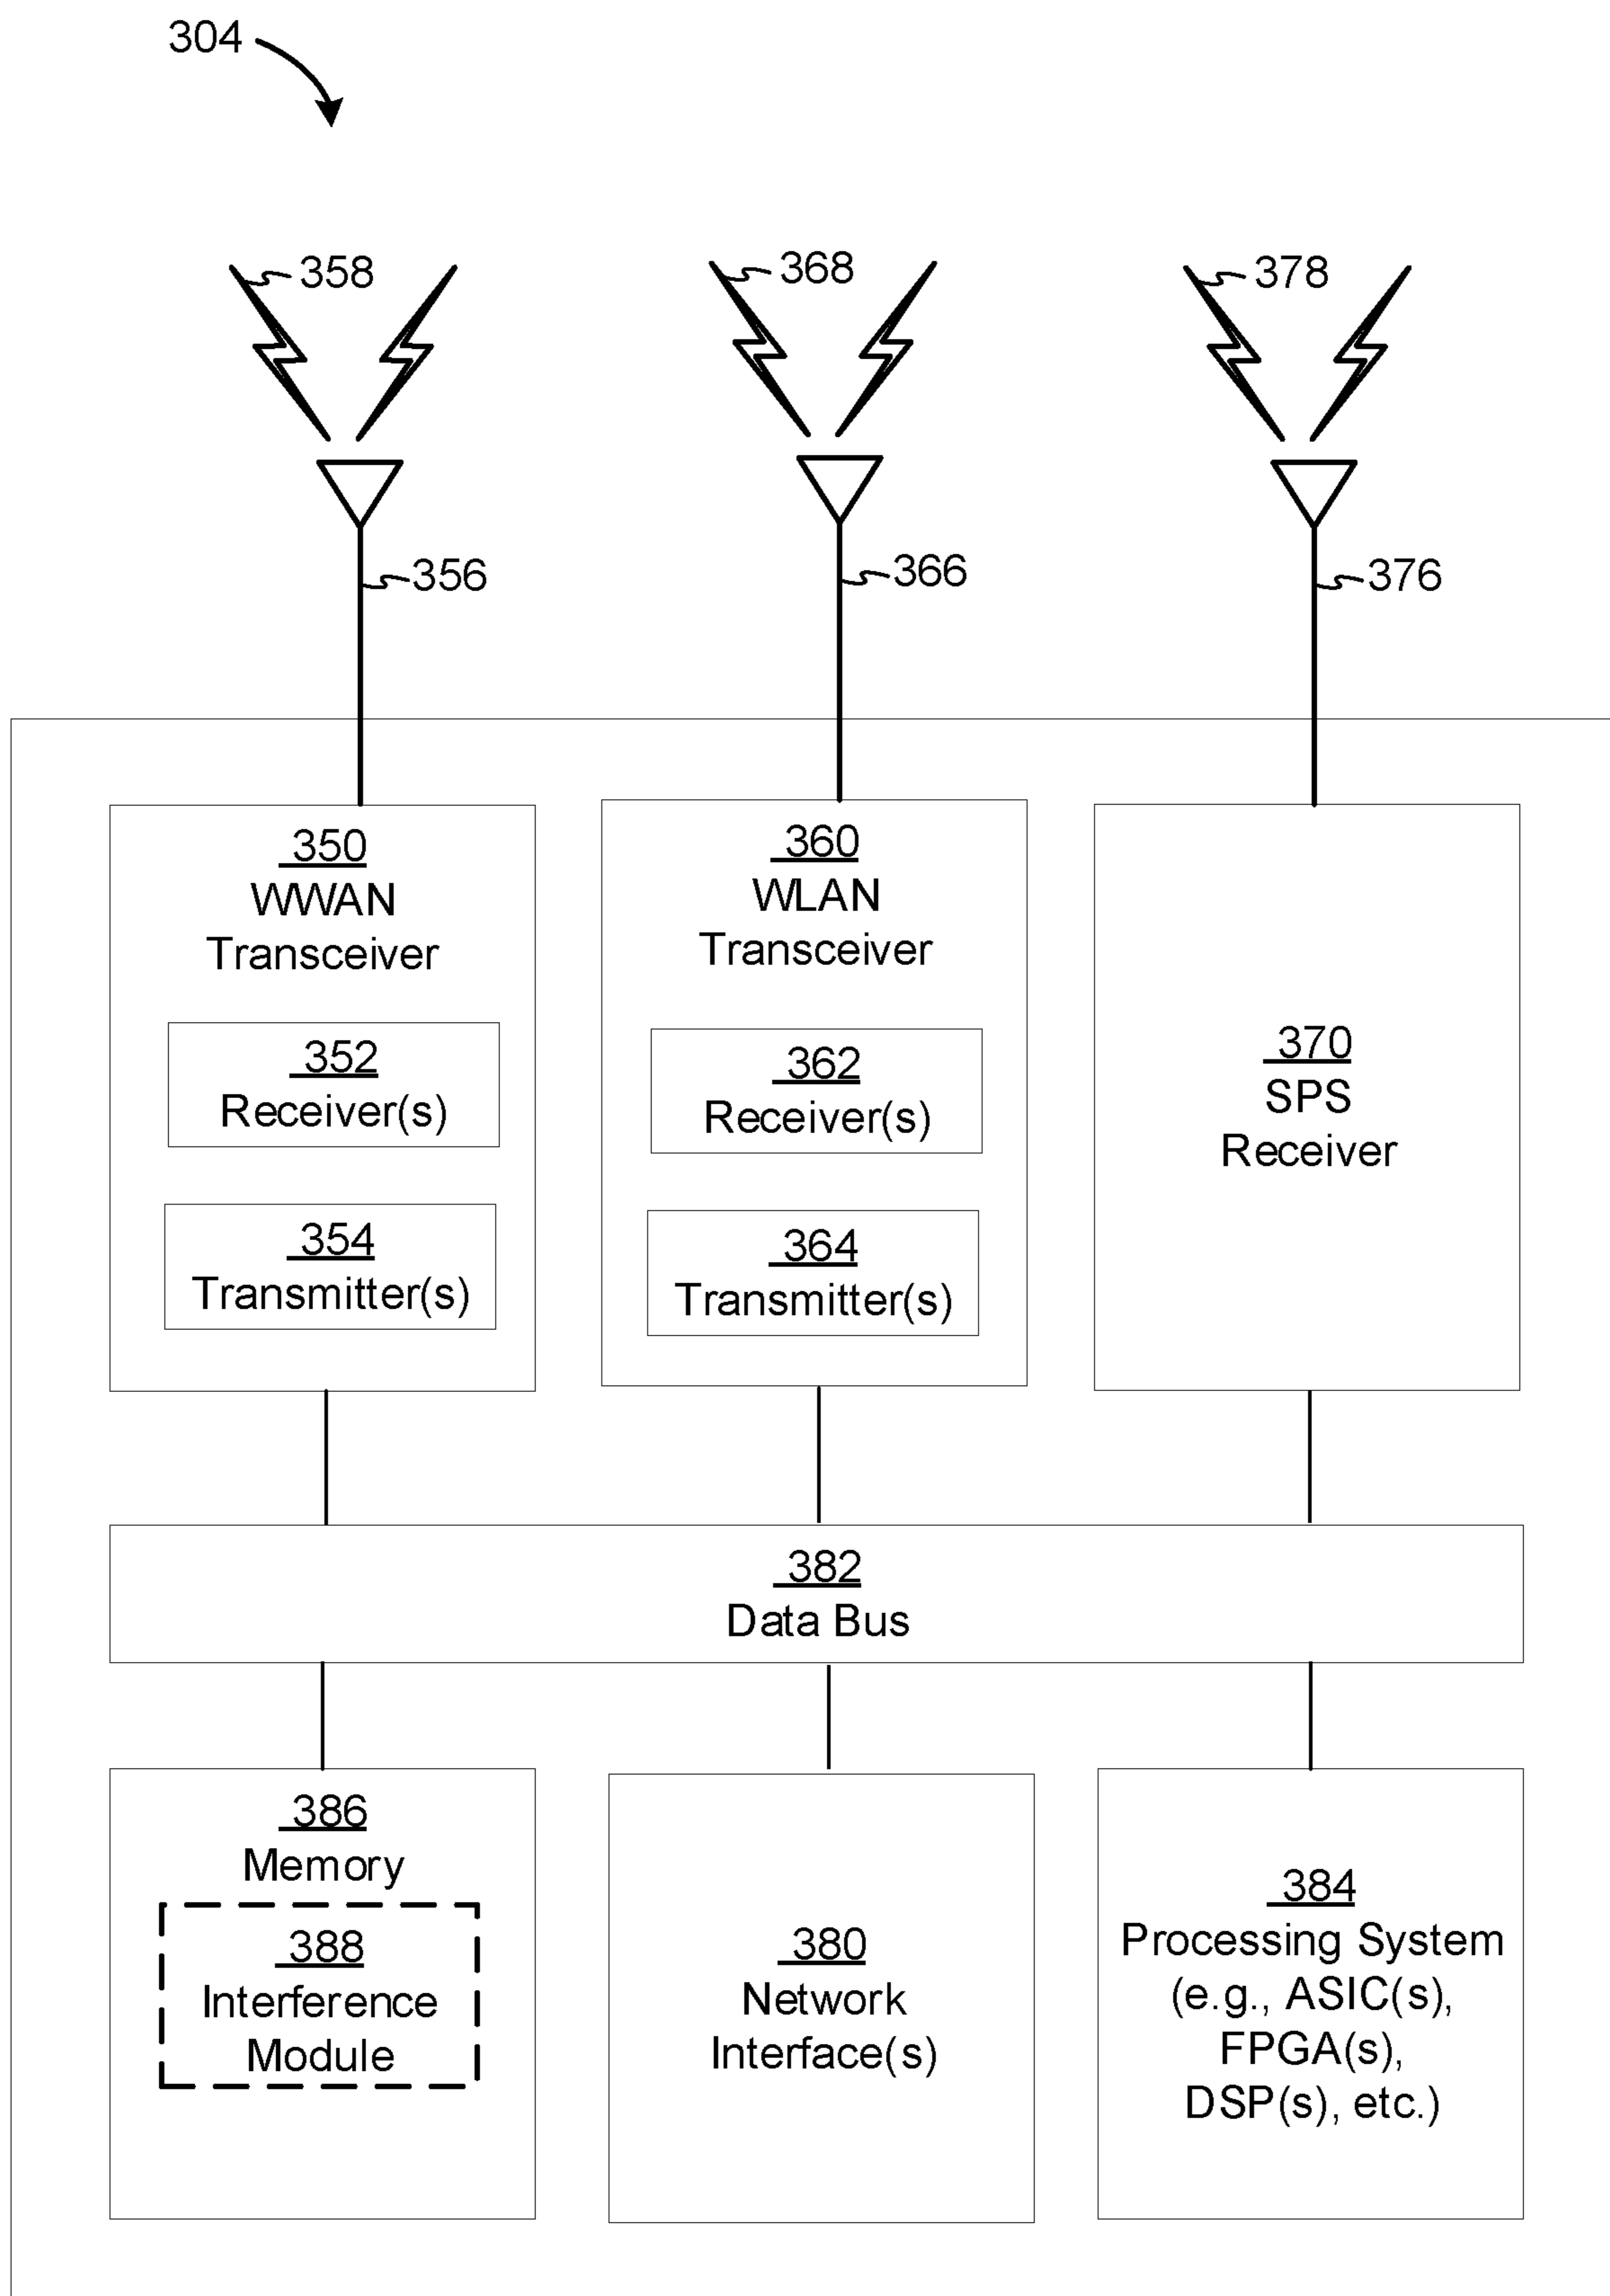 304
358
368
378
356
366
376
350
WWAN
Transceiver
352
Receiver(s)
354
Transmitter(s)
360
WLAN
Transceiver
362
Receiver(s)
364
Transmitter(s)
370
SPS
Receiver
382
Data Bus
386
Memory
388
Interference
Module
380
Network
Interface(s)
384
Processing System
(e.g., ASIC(s),
FPGA(s),
DSP(s), etc.)